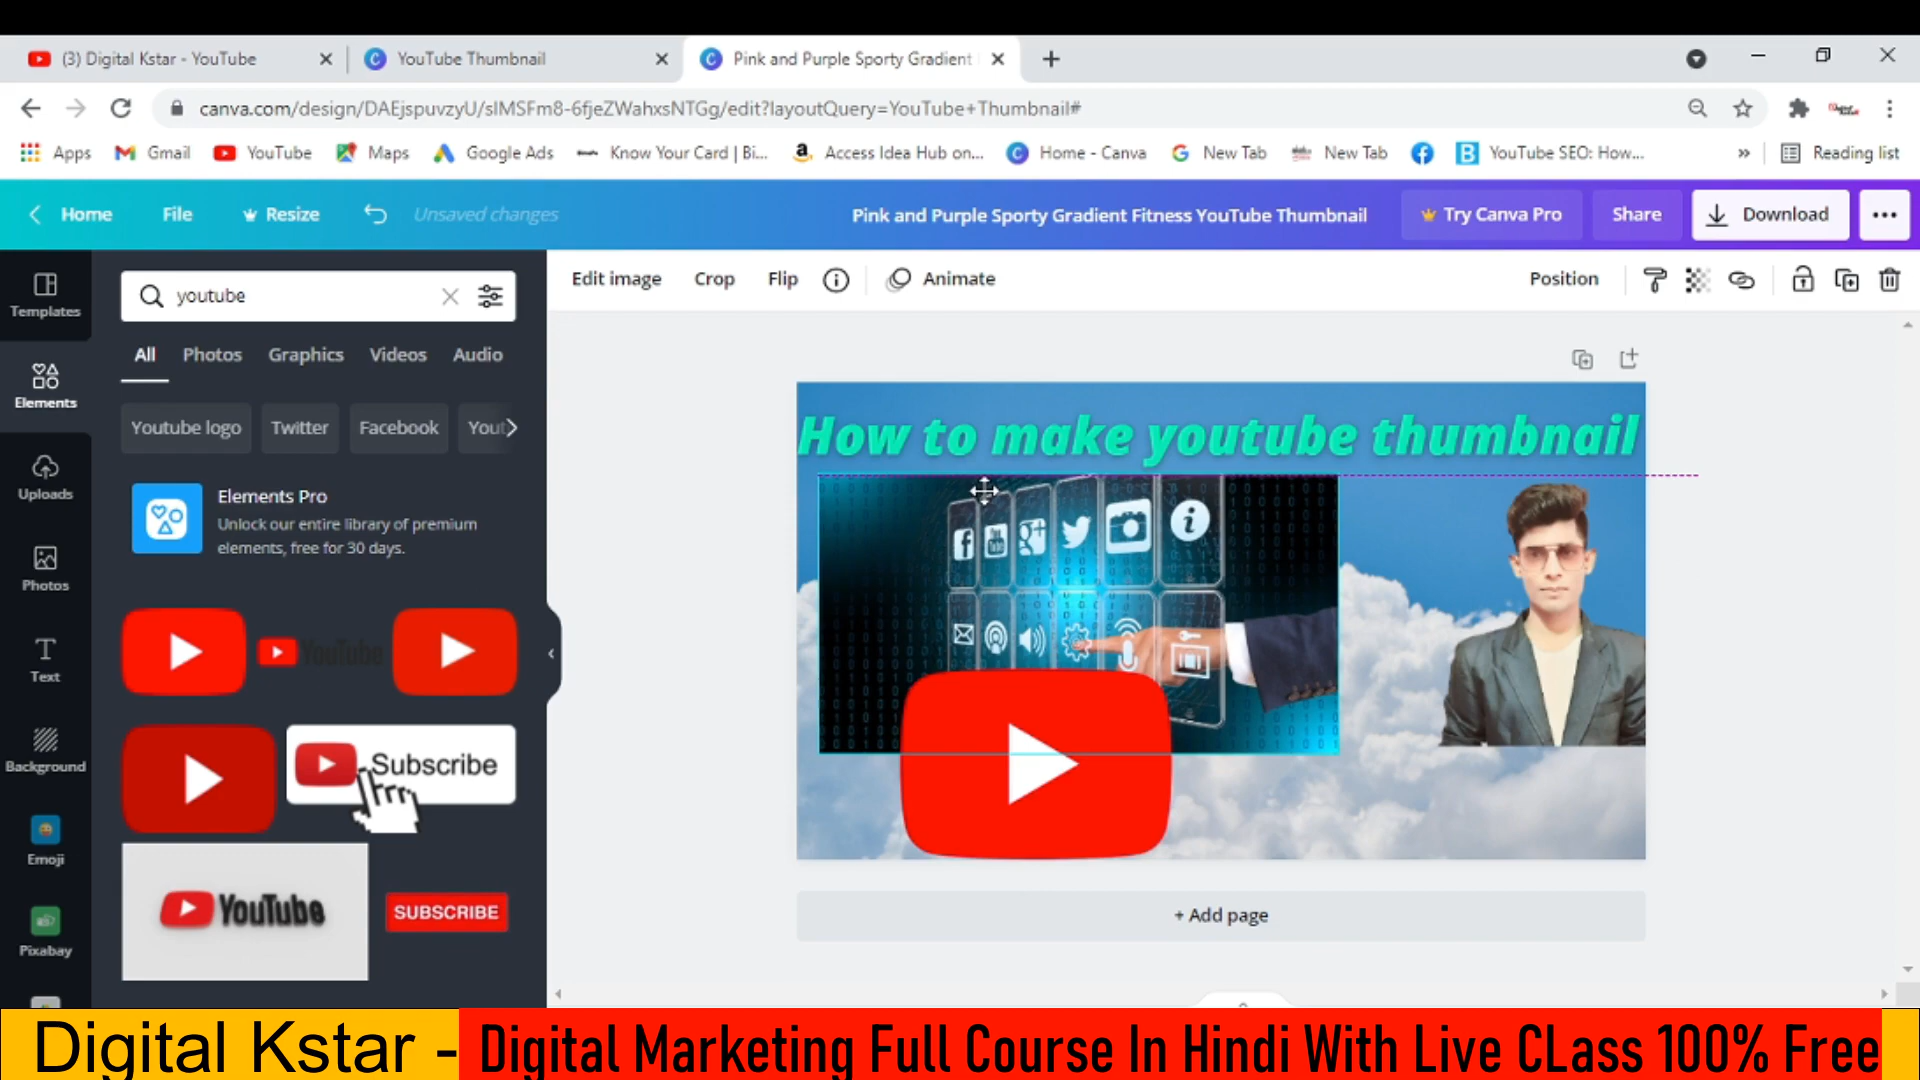 (3) Digital Kstar - YouTube
YouTube Thumbnail
Pink and Purple Sporty Gradient
canva.com/design/DAEjspuvzyU/slMSFm8-6fjeZWahxsNTGg/edit?layoutQuery=YouTube+Thumbnail#
Apps
Gmail
YouTube
Maps
Google Ads
Know Your Card | Bi...
Access Idea Hub on...
Home - Canva
New Tab
New Tab
YouTube SEO: How...
»
Reading list
Home
File
Resize
Unsaved changes
Pink and Purple Sporty Gradient Fitness YouTube Thumbnail
Try Canva Pro
Share
Download
Templates
Elements
Uploads
Photos
Text
Background
Emoji
Pixabay
youtube
All
Photos
Graphics
Videos
Audio
Youtube logo
Twitter
Facebook
Yout
Elements Pro
Unlock our entire library of premium
elements, free for 30 days.
YouTube
Subscribe
YouTube
SUBSCRIBE
Edit image
Crop
Flip
Animate
Position
How to make youtube thumbnail
+ Add page
Digital Kstar - Digital Marketing Full Course In Hindi With Live CLass 100% Free